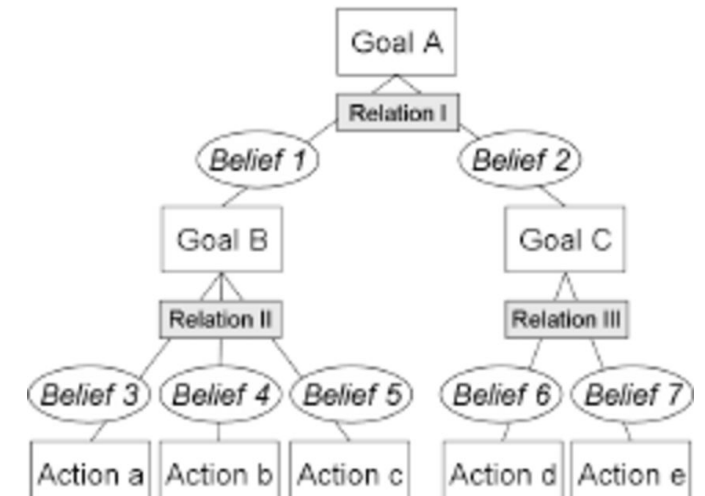 Goal A
Relation I
Belief 1
Belief 2
Goal B
Goal C
Relation II
Relation III
Belief 3
Belief 4
Belief 5
Belief 6
Belief 7
Action a
Action b
Action c
Action d
Action e